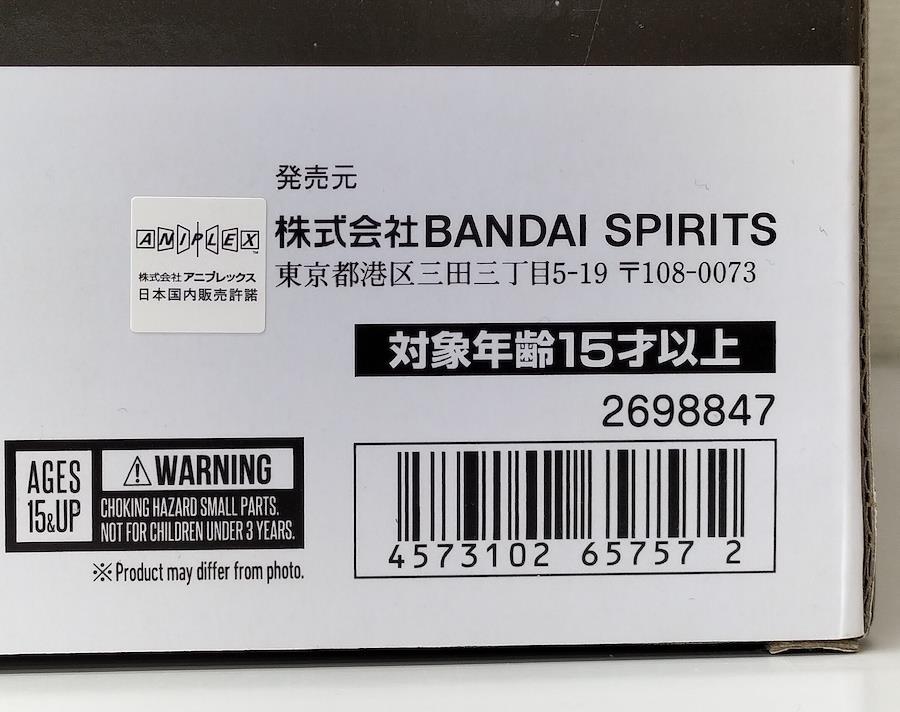 発売元
株式会社BANDAI SPIRITS
東京都港区三田三丁目5-19 〒108-0073
ANIPLEX™
株式会社 アニプレックス
日本国内販売許諾
対象年齢15才以上
2698847
4573102 65757 2
AGES
15&UP
⚠WARNING
CHOKING HAZARD SMALL PARTS.
NOT FOR CHILDREN UNDER 3 YEARS.
※Product may differ from photo.